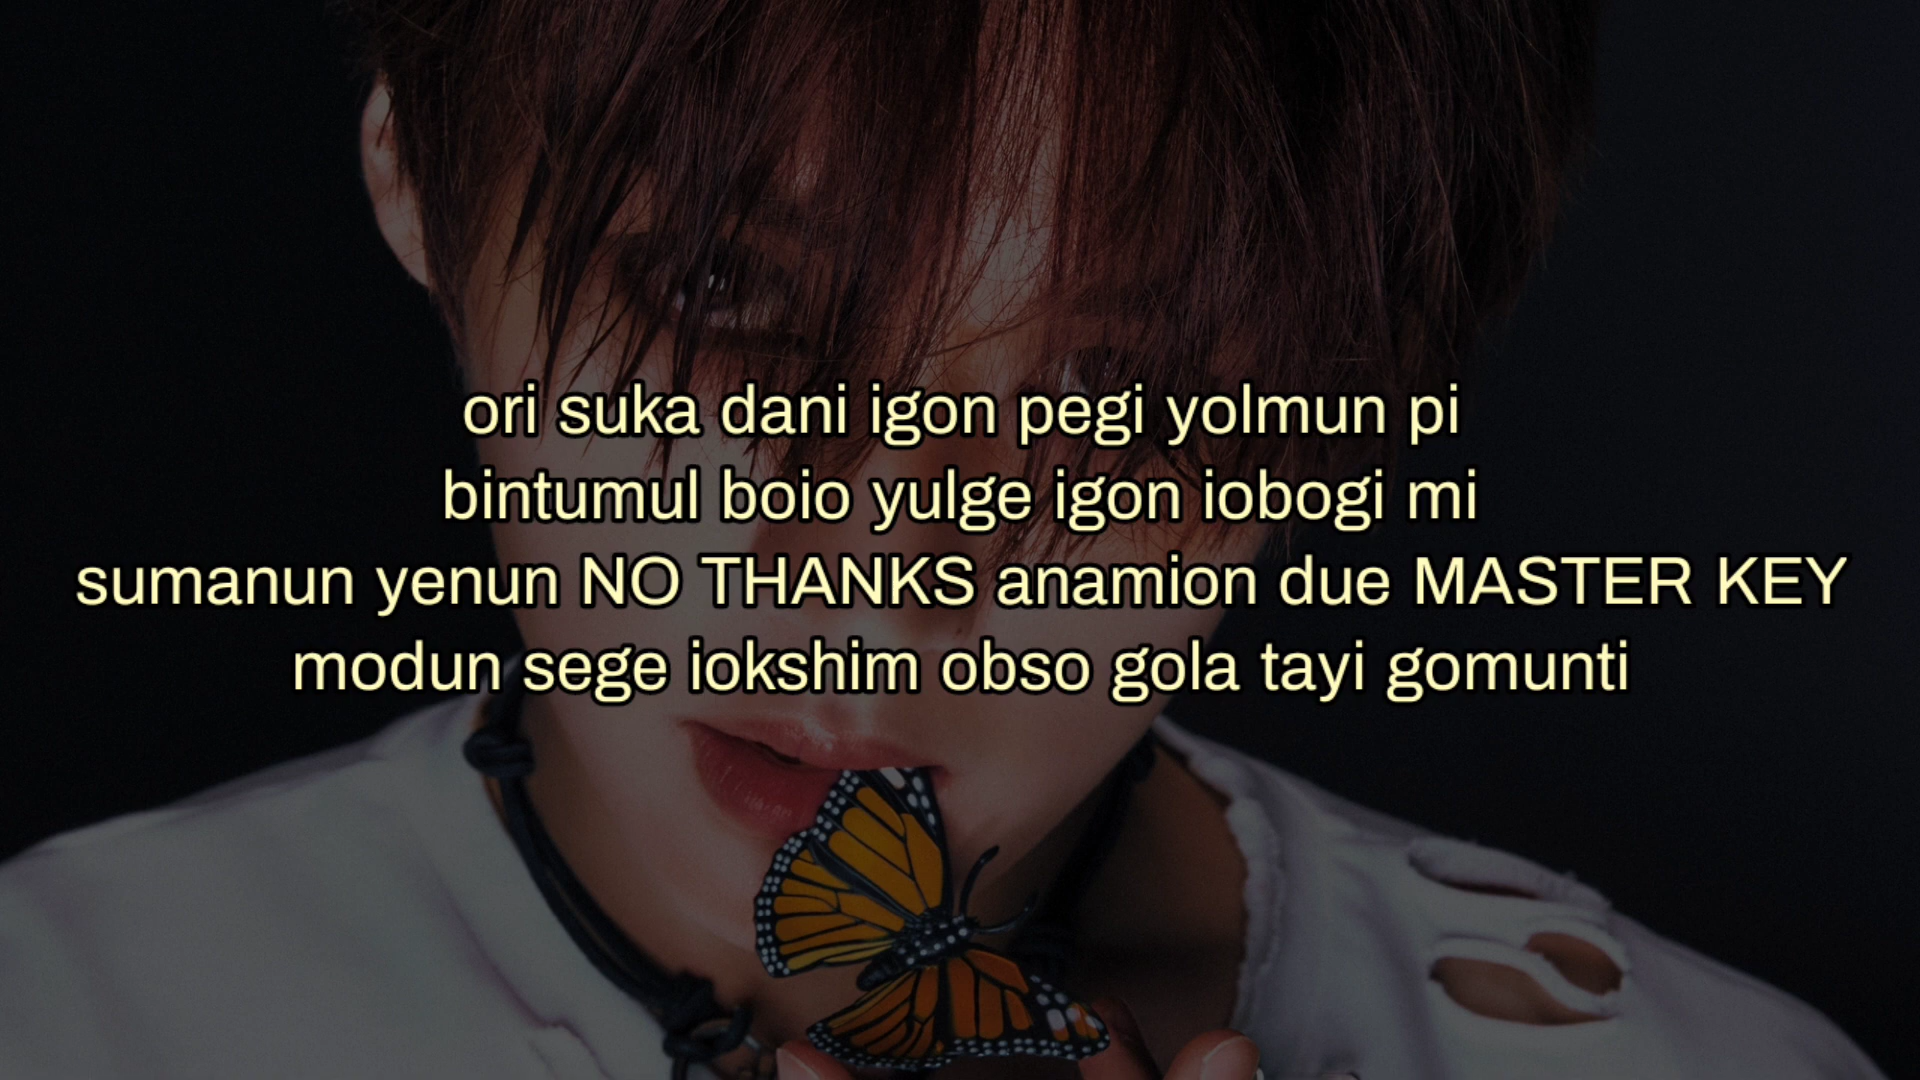 ori suka dani igon pegi yolmun pi
bintumul boio yulge igon iobogi mi
sumanun yenun NO THANKS anamion due MASTER KEY
modun sege iokshim obso gola tayi gomunti